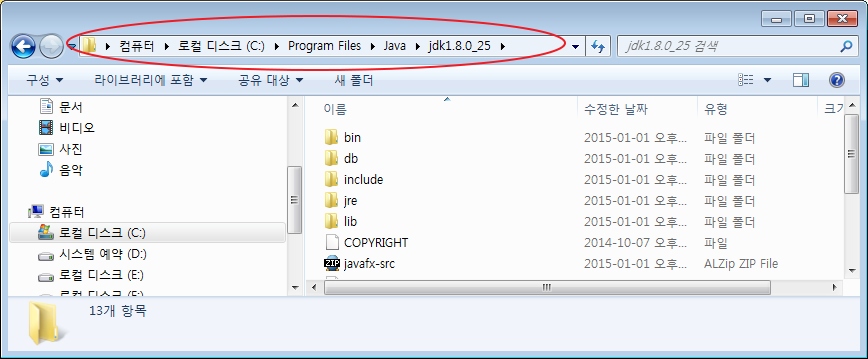 컴퓨터 로컬 디스크 (C:) Program Files Java jdk1.8.0_25 jdk1.8.0_25 검색
구성 라이브러리에 포함 공유 대상 새 폴더
문서
비디오
사진
음악
컴퓨터
로컬 디스크 (C:)
시스템 예약 (D:)
로컬 디스크 (E:)
이름 수정한 날짜 유형 크기
bin 2015-01-01 오후... 파일 폴더
db 2015-01-01 오후... 파일 폴더
include 2015-01-01 오후... 파일 폴더
jre 2015-01-01 오후... 파일 폴더
lib 2015-01-01 오후... 파일 폴더
COPYRIGHT 2014-10-07 오후... 파일
javafx-src 2015-01-01 오후... ALZip ZIP File
ZIP
13개 항목